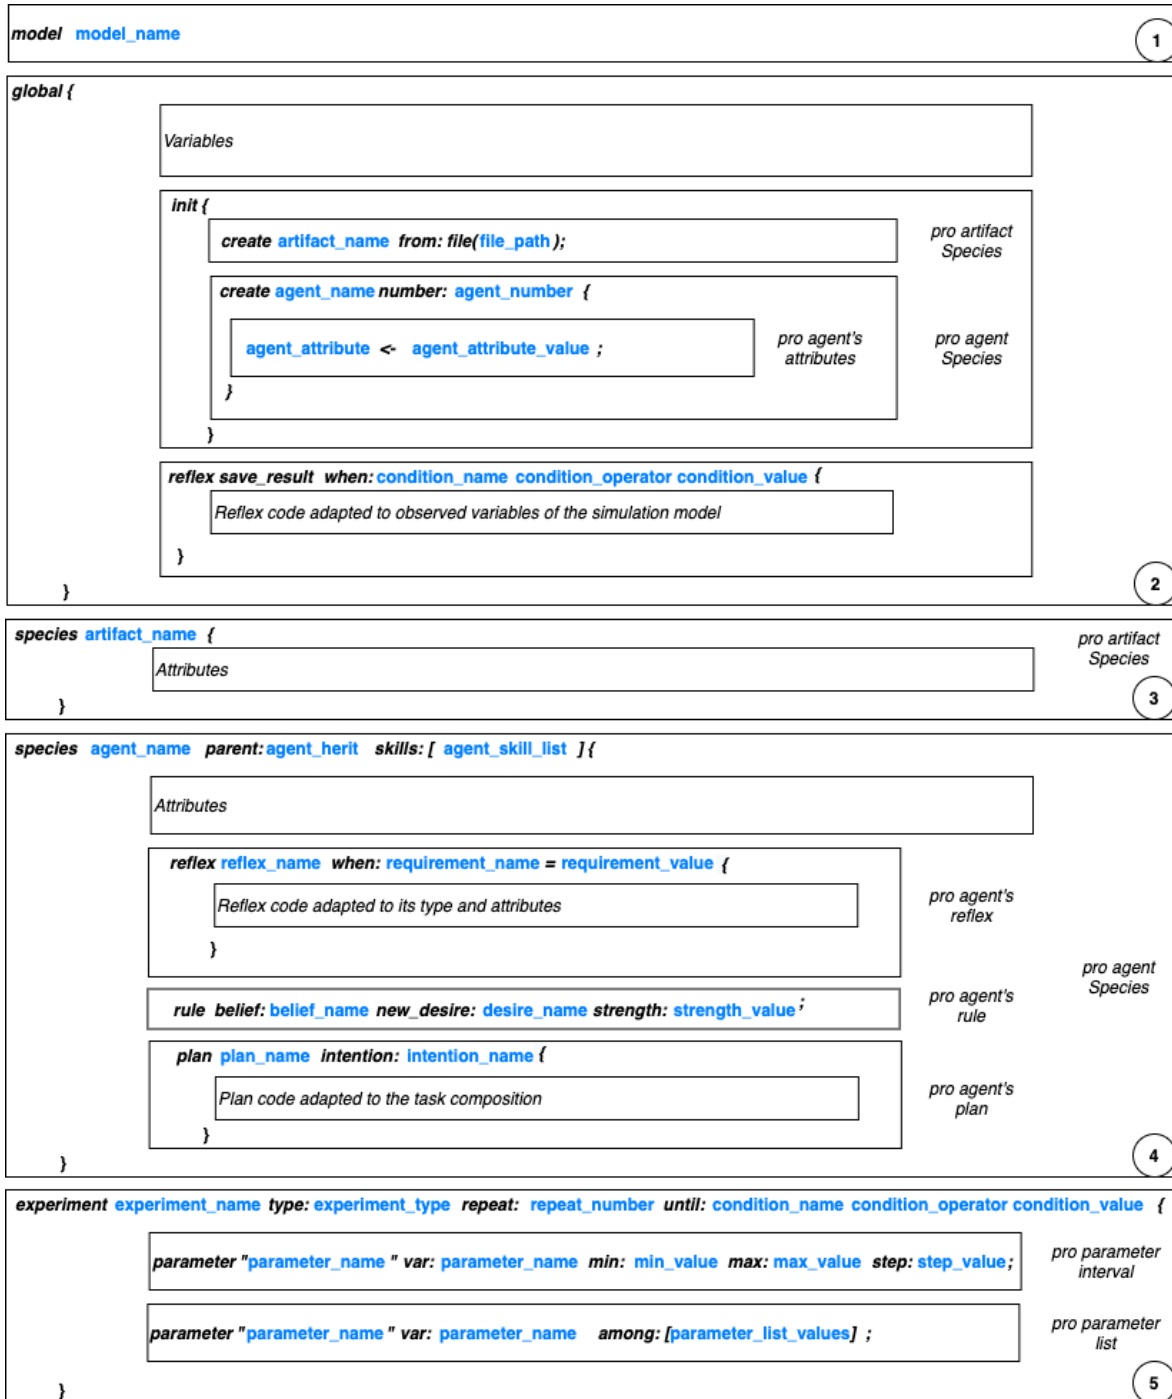 model model_name
1
global {
Variables
init {
create artifact_name from: file(file_path );
pro artifact
Species
create agent_name number: agent_number {
agent_attribute <- agent_attribute_value ;
pro agent's
attributes
pro agent
Species
}
}
reflex save_result when: condition_name condition_operator condition_value {
Reflex code adapted to observed variables of the simulation model
}
}
2
species artifact_name {
pro artifact
Species
Attributes
}
3
species agent_name parent: agent_herit skills: [ agent_skill_list ] {
Attributes
reflex reflex_name when: requirement_name = requirement_value {
Reflex code adapted to its type and attributes
}
pro agent's
reflex
pro agent
Species
rule belief: belief_name new_desire: desire_name strength: strength_value ;
pro agent's
rule
plan plan_name intention: intention_name {
Plan code adapted to the task composition
}
pro agent's
plan
}
4
experiment experiment_name type: experiment_type repeat: repeat_number until: condition_name condition_operator condition_value {
parameter "parameter_name " var: parameter_name min: min_value max: max_value step: step_value ;
pro parameter
interval
parameter "parameter_name " var: parameter_name among: [parameter_list_values] ;
pro parameter
list
}
5